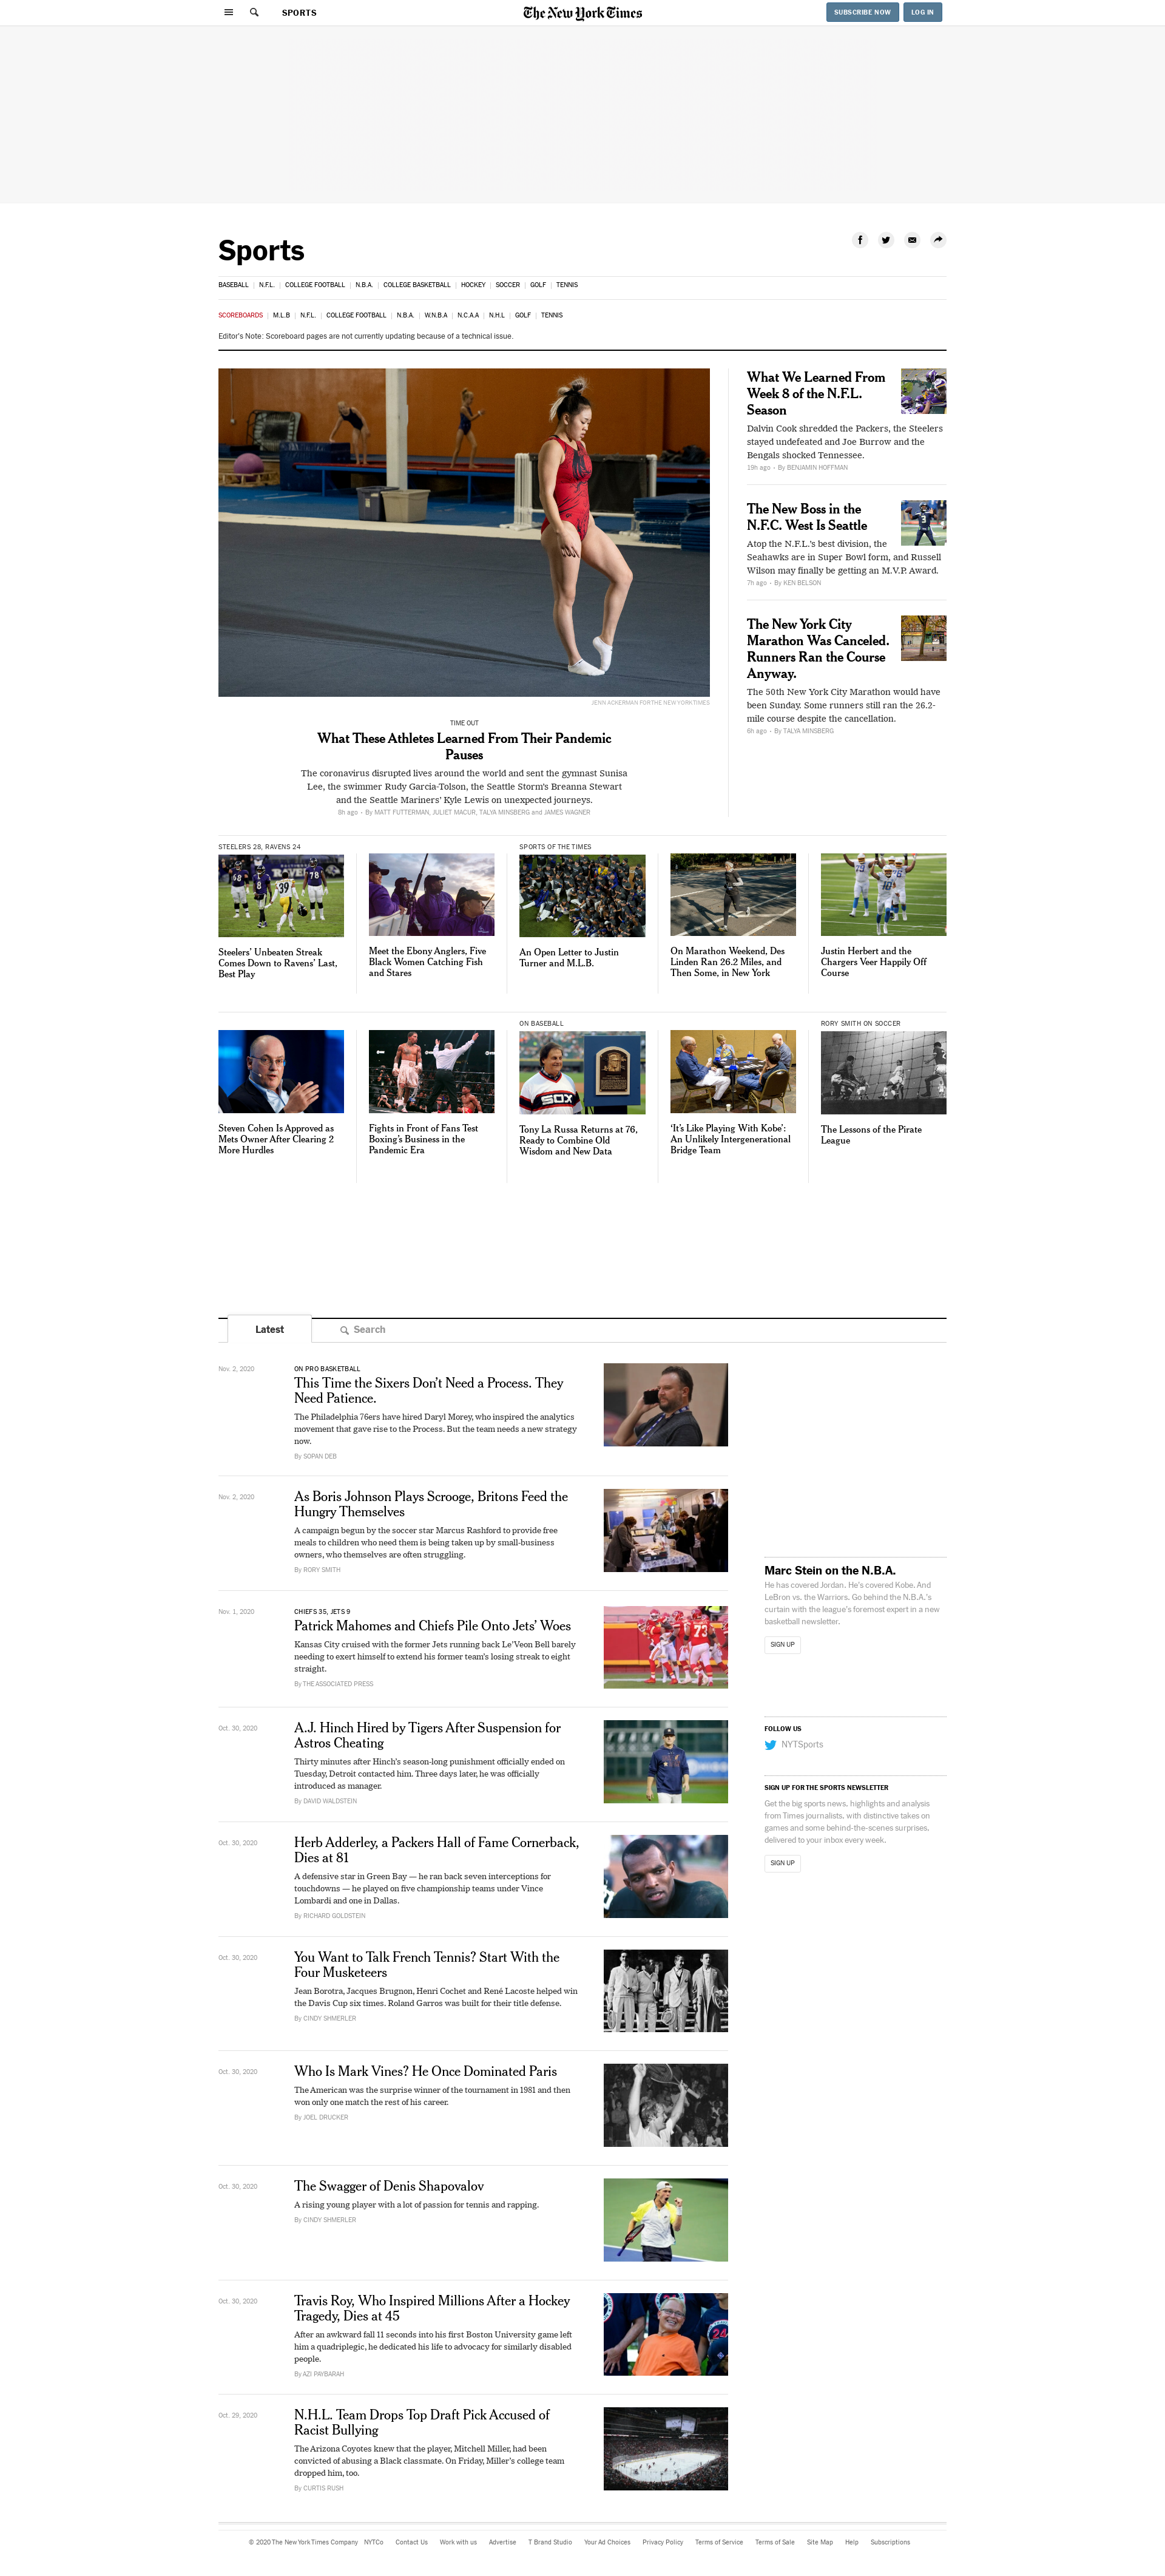 SPORTS
The New York Times
SUBSCRIBE NOW
LOG IN
Sports
BASEBALL | N.F.L. | COLLEGE FOOTBALL | N.B.A. | COLLEGE BASKETBALL | HOCKEY | SOCCER | GOLF | TENNIS
SCOREBOARDS | M.L.B | N.F.L. | COLLEGE FOOTBALL | N.B.A. | W.N.B.A | N.C.A.A | N.H.L | GOLF | TENNIS
Editor's Note: Scoreboard pages are not currently updating because of a technical issue.
JENN ACKERMAN FOR THE NEW YORK TIMES
TIME OUT
What These Athletes Learned From Their Pandemic
Pauses
The coronavirus disrupted lives around the world and sent the gymnast Sunisa
Lee, the swimmer Rudy Garcia-Tolson, the Seattle Storm's Breanna Stewart
and the Seattle Mariners' Kyle Lewis on unexpected journeys.
8h ago • By MATT FUTTERMAN, JULIET MACUR, TALYA MINSBERG and JAMES WAGNER
What We Learned From
Week 8 of the N.F.L.
Season
Dalvin Cook shredded the Packers, the Steelers
stayed undefeated and Joe Burrow and the
Bengals shocked Tennessee.
19h ago • By BENJAMIN HOFFMAN
The New Boss in the
N.F.C. West Is Seattle
Atop the N.F.L.'s best division, the
Seahawks are in Super Bowl form, and Russell
Wilson may finally be getting an M.V.P. Award.
7h ago • By KEN BELSON
The New York City
Marathon Was Canceled.
Runners Ran the Course
Anyway.
The 50th New York City Marathon would have
been Sunday. Some runners still ran the 26.2-
mile course despite the cancellation.
6h ago • By TALYA MINSBERG
STEELERS 28, RAVENS 24
Steelers' Unbeaten Streak
Comes Down to Ravens' Last,
Best Play
Meet the Ebony Anglers, Five
Black Women Catching Fish
and Stares
SPORTS OF THE TIMES
An Open Letter to Justin
Turner and M.L.B.
On Marathon Weekend, Des
Linden Ran 26.2 Miles, and
Then Some, in New York
Justin Herbert and the
Chargers Veer Happily Off
Course
Steven Cohen Is Approved as
Mets Owner After Clearing 2
More Hurdles
Fights in Front of Fans Test
Boxing's Business in the
Pandemic Era
ON BASEBALL
SOX
Tony La Russa Returns at 76,
Ready to Combine Old
Wisdom and New Data
'It's Like Playing With Kobe':
An Unlikely Intergenerational
Bridge Team
RORY SMITH ON SOCCER
The Lessons of the Pirate
League
Latest
Search
Nov. 2, 2020
ON PRO BASKETBALL
This Time the Sixers Don't Need a Process. They
Need Patience.
The Philadelphia 76ers have hired Daryl Morey, who inspired the analytics
movement that gave rise to the Process. But the team needs a new strategy
now.
By SOPAN DEB
Nov. 2, 2020
As Boris Johnson Plays Scrooge, Britons Feed the
Hungry Themselves
A campaign begun by the soccer star Marcus Rashford to provide free
meals to children who need them is being taken up by small-business
owners, who themselves are often struggling.
By RORY SMITH
Nov. 1, 2020
CHIEFS 35, JETS 9
Patrick Mahomes and Chiefs Pile Onto Jets' Woes
Kansas City cruised with the former Jets running back Le'Veon Bell barely
needing to exert himself to extend his former team's losing streak to eight
straight.
By THE ASSOCIATED PRESS.
73
Oct. 30, 2020
A.J. Hinch Hired by Tigers After Suspension for
Astros Cheating
Thirty minutes after Hinch's season-long punishment officially ended on
Tuesday, Detroit contacted him. Three days later, he was officially
introduced as manager.
By DAVID WALDSTEIN
Oct. 30, 2020
Herb Adderley, a Packers Hall of Fame Cornerback,
Dies at 81
A defensive star in Green Bay — he ran back seven interceptions for
touchdowns — he played on five championship teams under Vince
Lombardi and one in Dallas.
By RICHARD GOLDSTEIN
Oct. 30, 2020
You Want to Talk French Tennis? Start With the
Four Musketeers
Jean Borotra, Jacques Brugnon, Henri Cochet and René Lacoste helped win
the Davis Cup six times. Roland Garros was built for their title defense.
By CINDY SHMERLER
Oct. 30, 2020
Who Is Mark Vines? He Once Dominated Paris
The American was the surprise winner of the tournament in 1981 and then
won only one match the rest of his career.
By JOEL DRUCKER
Oct. 30, 2020
The Swagger of Denis Shapovalov
A rising young player with a lot of passion for tennis and rapping.
By CINDY SHMERLER
Oct. 30, 2020
Travis Roy, Who Inspired Millions After a Hockey
Tragedy, Dies at 45
After an awkward fall 11 seconds into his first Boston University game left
him a quadriplegic, he dedicated his life to advocacy for similarly disabled
people.
By AZI PAYBARAH
24
Oct. 29, 2020
N.H.L. Team Drops Top Draft Pick Accused of
Racist Bullying
The Arizona Coyotes knew that the player, Mitchell Miller, had been
convicted of abusing a Black classmate. On Friday, Miller's college team
dropped him, too.
By CURTIS RUSH
Marc Stein on the N.B.A.
He has covered Jordan. He's covered Kobe. And
LeBron vs. the Warriors. Go behind the N.B.A.'s
curtain with the league's foremost expert in a new
basketball newsletter.
SIGN UP
FOLLOW US
NYTSports
SIGN UP FOR THE SPORTS NEWSLETTER
Get the big sports news, highlights and analysis
from Times journalists, with distinctive takes on
games and some behind-the-scenes surprises,
delivered to your inbox every week.
SIGN UP
© 2020 The New York Times Company NYTCo Contact Us Work with us Advertise T Brand Studio Your Ad Choices Privacy Policy Terms of Service Terms of Sale Site Map Help Subscriptions